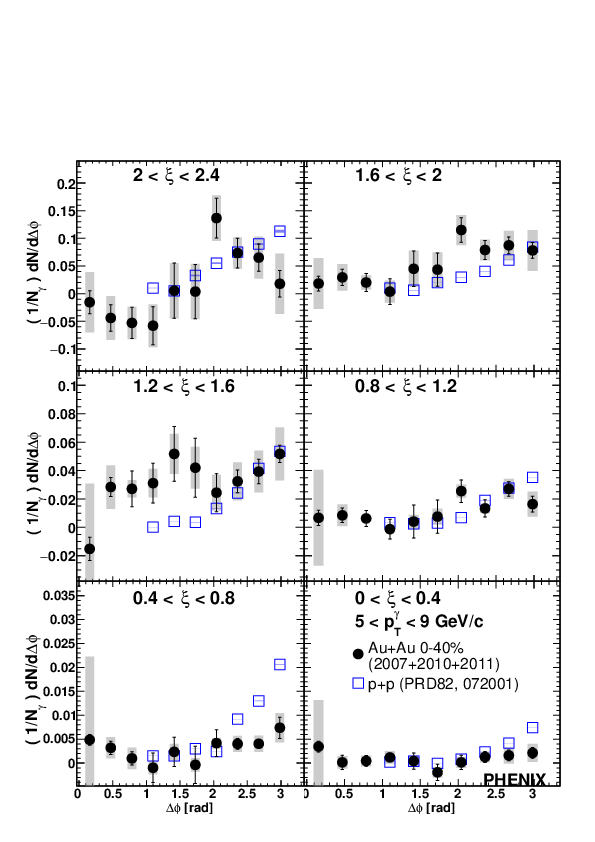 2 < ξ < 2.4
1.6 < ξ < 2
(1/Nγ) dN/dΔφ
0.2
0.15
0.1
0.05
0
−0.05
−0.1
1.2 < ξ < 1.6
0.8 < ξ < 1.2
(1/Nγ) dN/dΔφ
0.1
0.08
0.06
0.04
0.02
0
−0.02
0.4 < ξ < 0.8
0 < ξ < 0.4
5 < pTγ < 9 GeV/c
Au+Au 0-40%
(2007+2010+2011)
p+p (PRD82, 072001)
(1/Nγ) dN/dΔφ
0.035
0.03
0.025
0.02
0.015
0.01
0.005
0
PHENIX
0 0.5 1 1.5 2 2.5 3
0 0.5 1 1.5 2 2.5 3
Δφ [rad]
Δφ [rad]